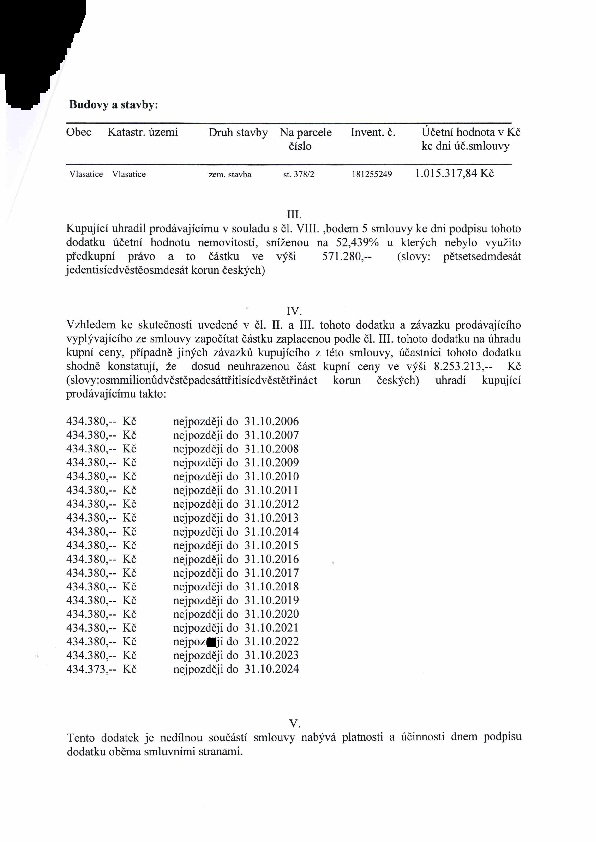 Budovy a stavby:
Obec Katastr. území Druh stavby Na parcele Invent. č. Účetní hodnota v Kč
číslo ke dni úč.smlouvy
Vlasatice Vlasatice zem. stavba st. 378/2 181255249 1.015.317,84 Kč
III.
Kupující uhradil prodávajícímu v souladu s čl. VIII. ,bodem 5 smlouvy ke dni podpisu tohoto
dodatku účetní hodnotu nemovitostí, sníženou na 52,439% u kterých nebylo využito
předkupní právo a to částku ve výši 571.280,-- (slovy: pětsetsedmdesát
jedentisícdvěstěosmdesát korun českých)
IV.
Vzhledem ke skutečnosti uvedené v čl. II. a III. tohoto dodatku a závazku prodávajícího
vyplývajícího ze smlouvy započítat částku zaplacenou podle čl. III. tohoto dodatku na úhradu
kupní ceny, případně jiných závazků kupujícího z této smlouvy, účastníci tohoto dodatku
shodně konstatují, že dosud neuhrazenou část kupní ceny ve výši 8.253.213,-- Kč
(slovy:osmmilionůdvěstěpadesáttřitisícdvěstětřináct korun českých) uhradí kupující
prodávajícímu takto:
434.380,-- Kč nejpozději do 31.10.2006
434.380,-- Kč nejpozději do 31.10.2007
434.380,-- Kč nejpozději do 31.10.2008
434.380,-- Kč nejpozději do 31.10.2009
434.380,-- Kč nejpozději do 31.10.2010
434.380,-- Kč nejpozději do 31.10.2011
434.380,-- Kč nejpozději do 31.10.2012
434.380,-- Kč nejpozději do 31.10.2013
434.380,-- Kč nejpozději do 31.10.2014
434.380,-- Kč nejpozději do 31.10.2015
434.380,-- Kč nejpozději do 31.10.2016
434.380,-- Kč nejpozději do 31.10.2017
434.380,-- Kč nejpozději do 31.10.2018
434.380,-- Kč nejpozději do 31.10.2019
434.380,-- Kč nejpozději do 31.10.2020
434.380,-- Kč nejpozději do 31.10.2021
434.380,-- Kč do 31.10.2022
434.380,-- Kč nejpozději do 31.10.2023
434.373,-- Kč nejpozději do 31.10.2024
V.
Tento dodatek je nedílnou součástí smlouvy nabývá platnosti a účinnosti dnem podpisu
dodatku oběma smluvními stranami.